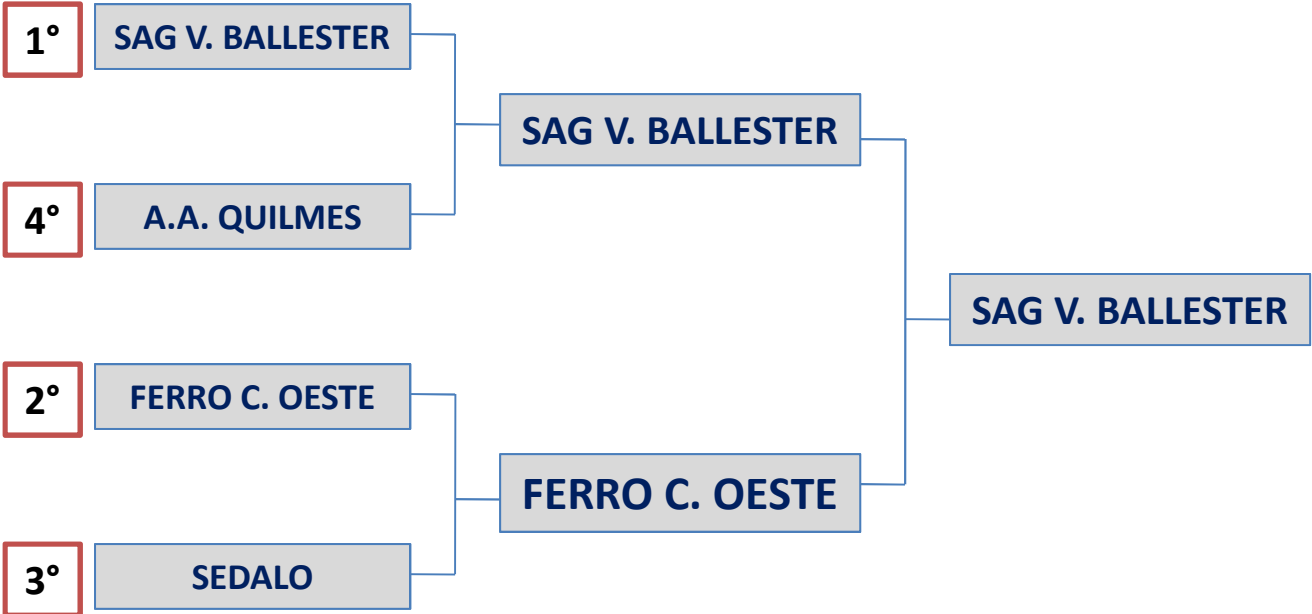 1° SAG V. BALLESTER
SAG V. BALLESTER
4° A.A. QUILMES
SAG V. BALLESTER
2° FERRO C. OESTE
FERRO C. OESTE
3° SEDALO